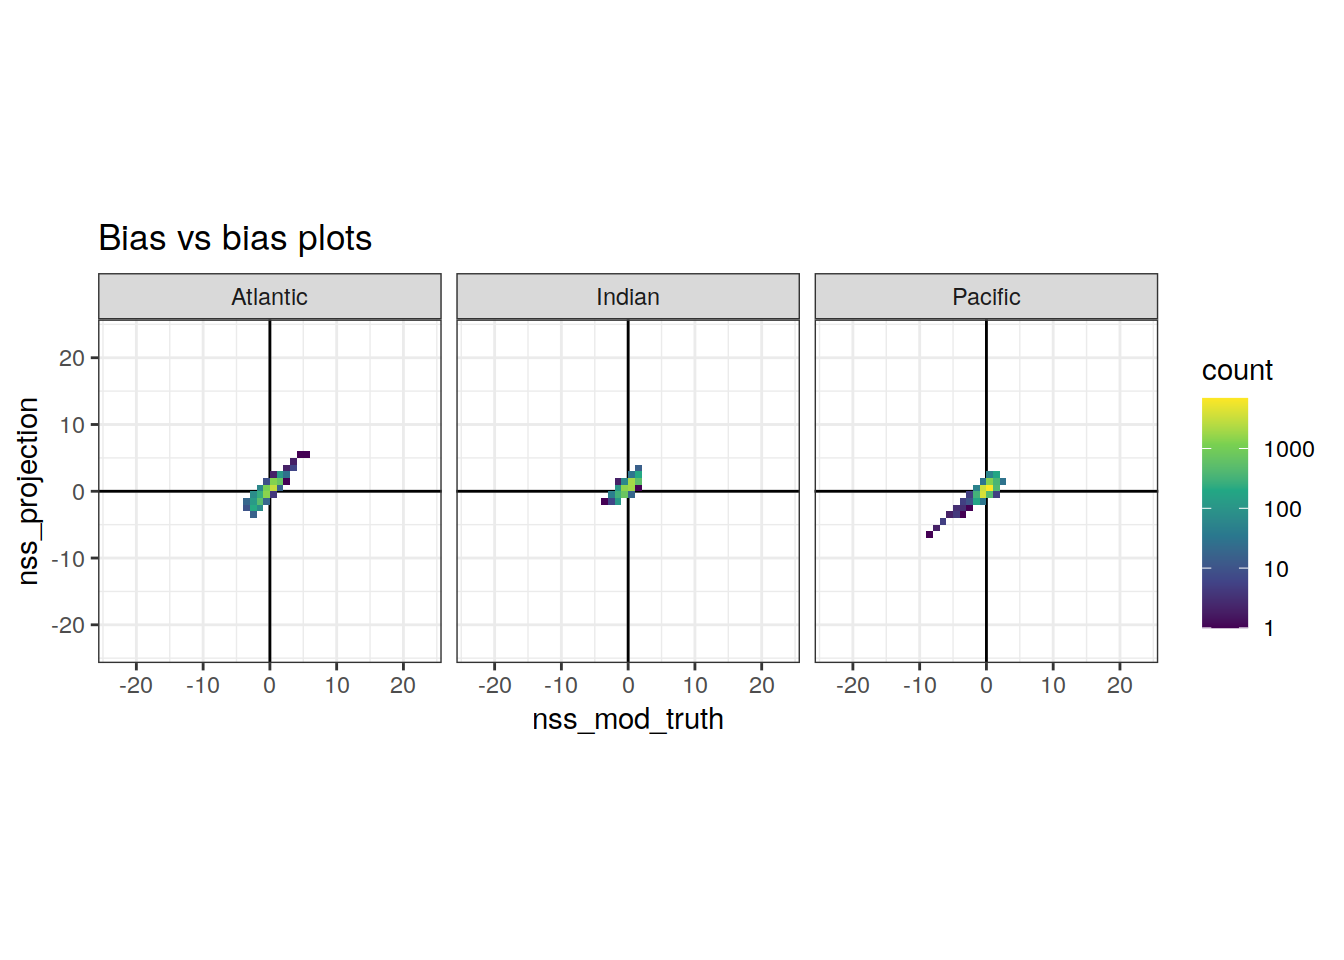 Bias vs bias plots
Atlantic
Indian
Pacific
nss_projection
20
10
0
-10
-20
-20 -10 0 10 20
-20 -10 0 10 20
-20 -10 0 10 20
nss_mod_truth
count
1000
100
10
1